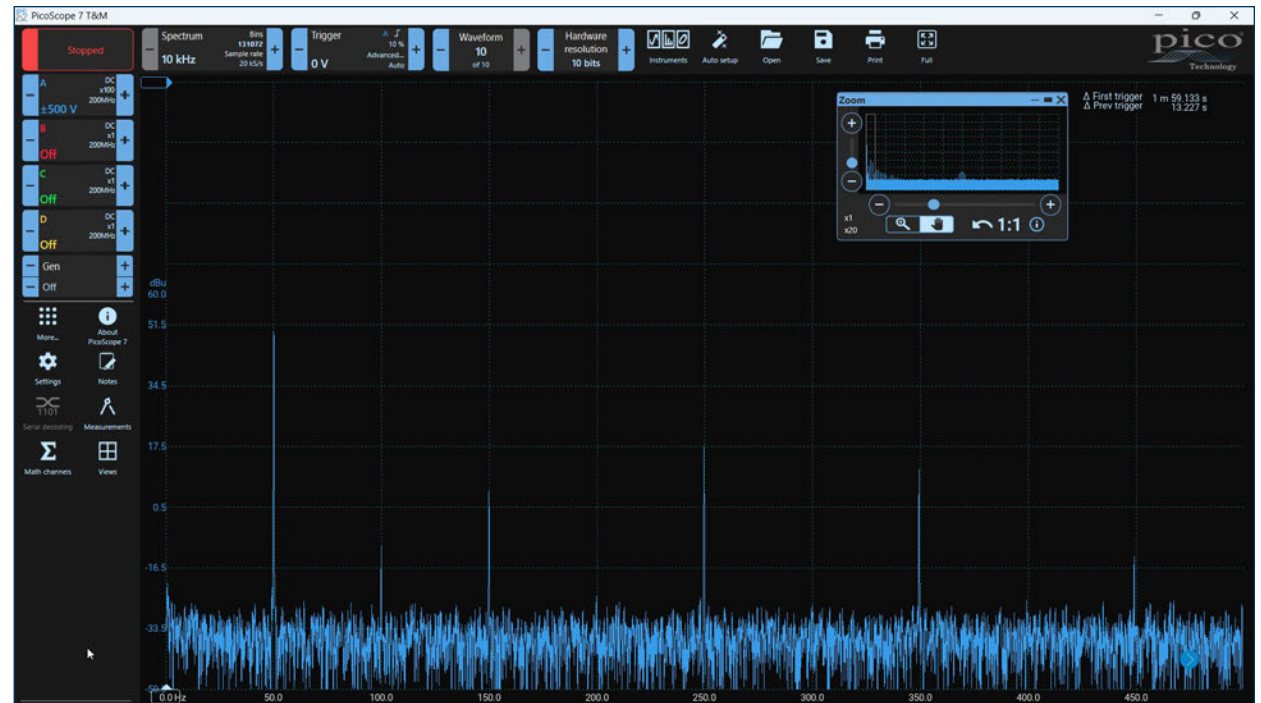 PicoScope 7 T&M
Stopped
Spectrum
10 kHz
Bins
131072
Sample rate
20 kS/s
Trigger
0 V
A
10 %
Advanced...
Auto
Waveform
10
of 10
Hardware
resolution
10 bits
Instruments
Auto setup
Open
Save
Print
Full
pico
Technology
A
DC
x100
200MHz
±500 V
B
DC
x1
200MHz
Off
C
DC
x1
200MHz
Off
D
DC
x1
200MHz
Off
Gen
Off
More...
About
PicoScope 7
Settings
Notes
1101
Serial decoding
Measurements
Math channels
Views
Zoom
x1
x20
1:1
Δ First trigger 1 m 59.133 s
Δ Prev trigger 13.227 s
dBu
60.0
51.5
34.5
17.5
0.5
-16.5
-33.5
0.0 Hz 50.0 100.0 150.0 200.0 250.0 300.0 350.0 400.0 450.0